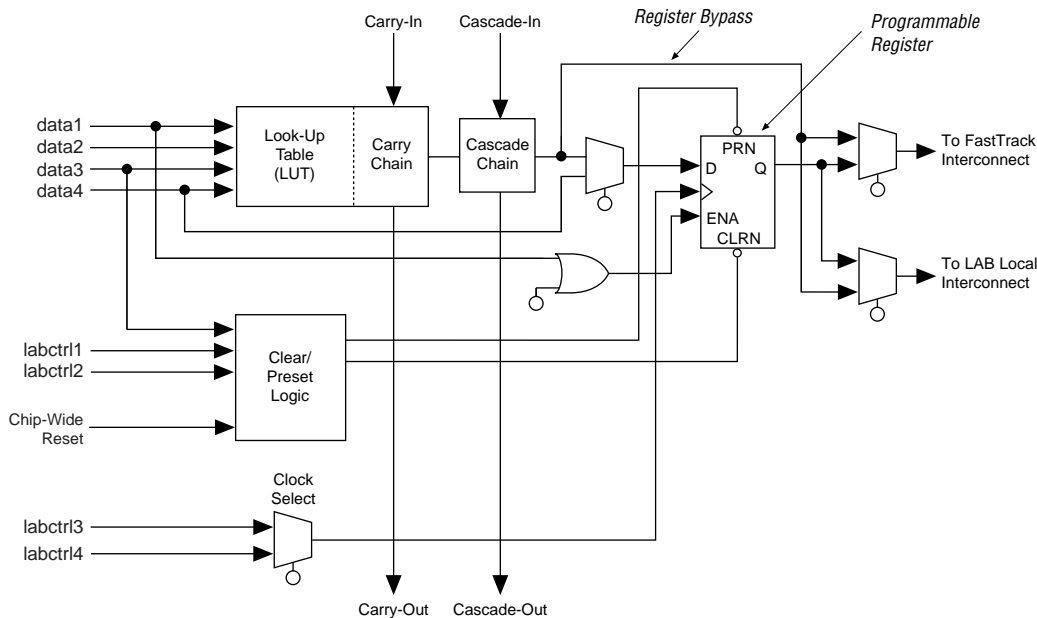 Carry-In
Cascade-In
Register Bypass
Programmable
Register
data1
data2
data3
data4
Look-Up
Table
(LUT)
Carry
Chain
Cascade
Chain
PRN
D
Q
ENA
CLRN
To FastTrack
Interconnect
To LAB Local
Interconnect
labctrl1
labctrl2
Clear/
Preset
Logic
Chip-Wide
Reset
Clock
Select
labctrl3
labctrl4
Carry-Out
Cascade-Out